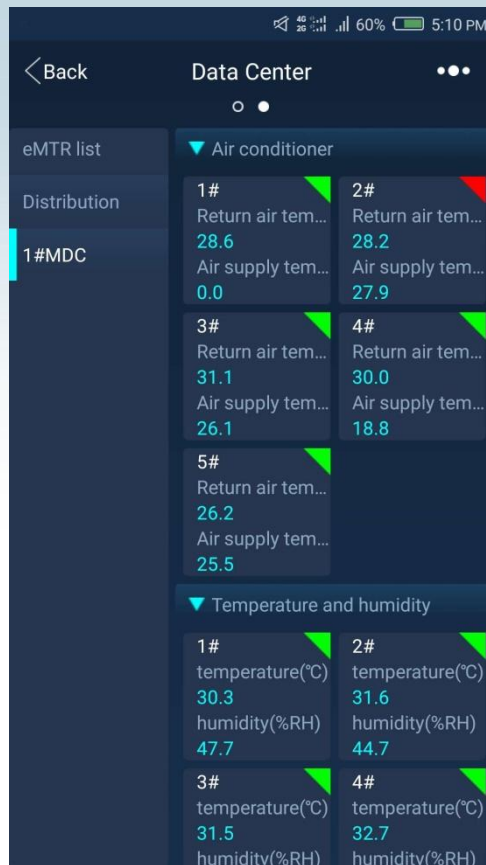 4G 2G 60% 5:10 PM
Back Data Center
eMTR list
Distribution
1#MDC
Air conditioner
1# 2#
Return air tem... Return air tem...
28.6 28.2
Air supply tem... Air supply tem...
0.0 27.9
3# 4#
Return air tem... Return air tem...
31.1 30.0
Air supply tem... Air supply tem...
26.1 18.8
5#
Return air tem...
26.2
Air supply tem...
25.5
Temperature and humidity
1# 2#
temperature(℃) temperature(℃)
30.3 31.6
humidity(%RH) humidity(%RH)
47.7 44.7
3# 4#
temperature(℃) temperature(℃)
31.5 32.7
humidity(%RH) humidity(%RH)